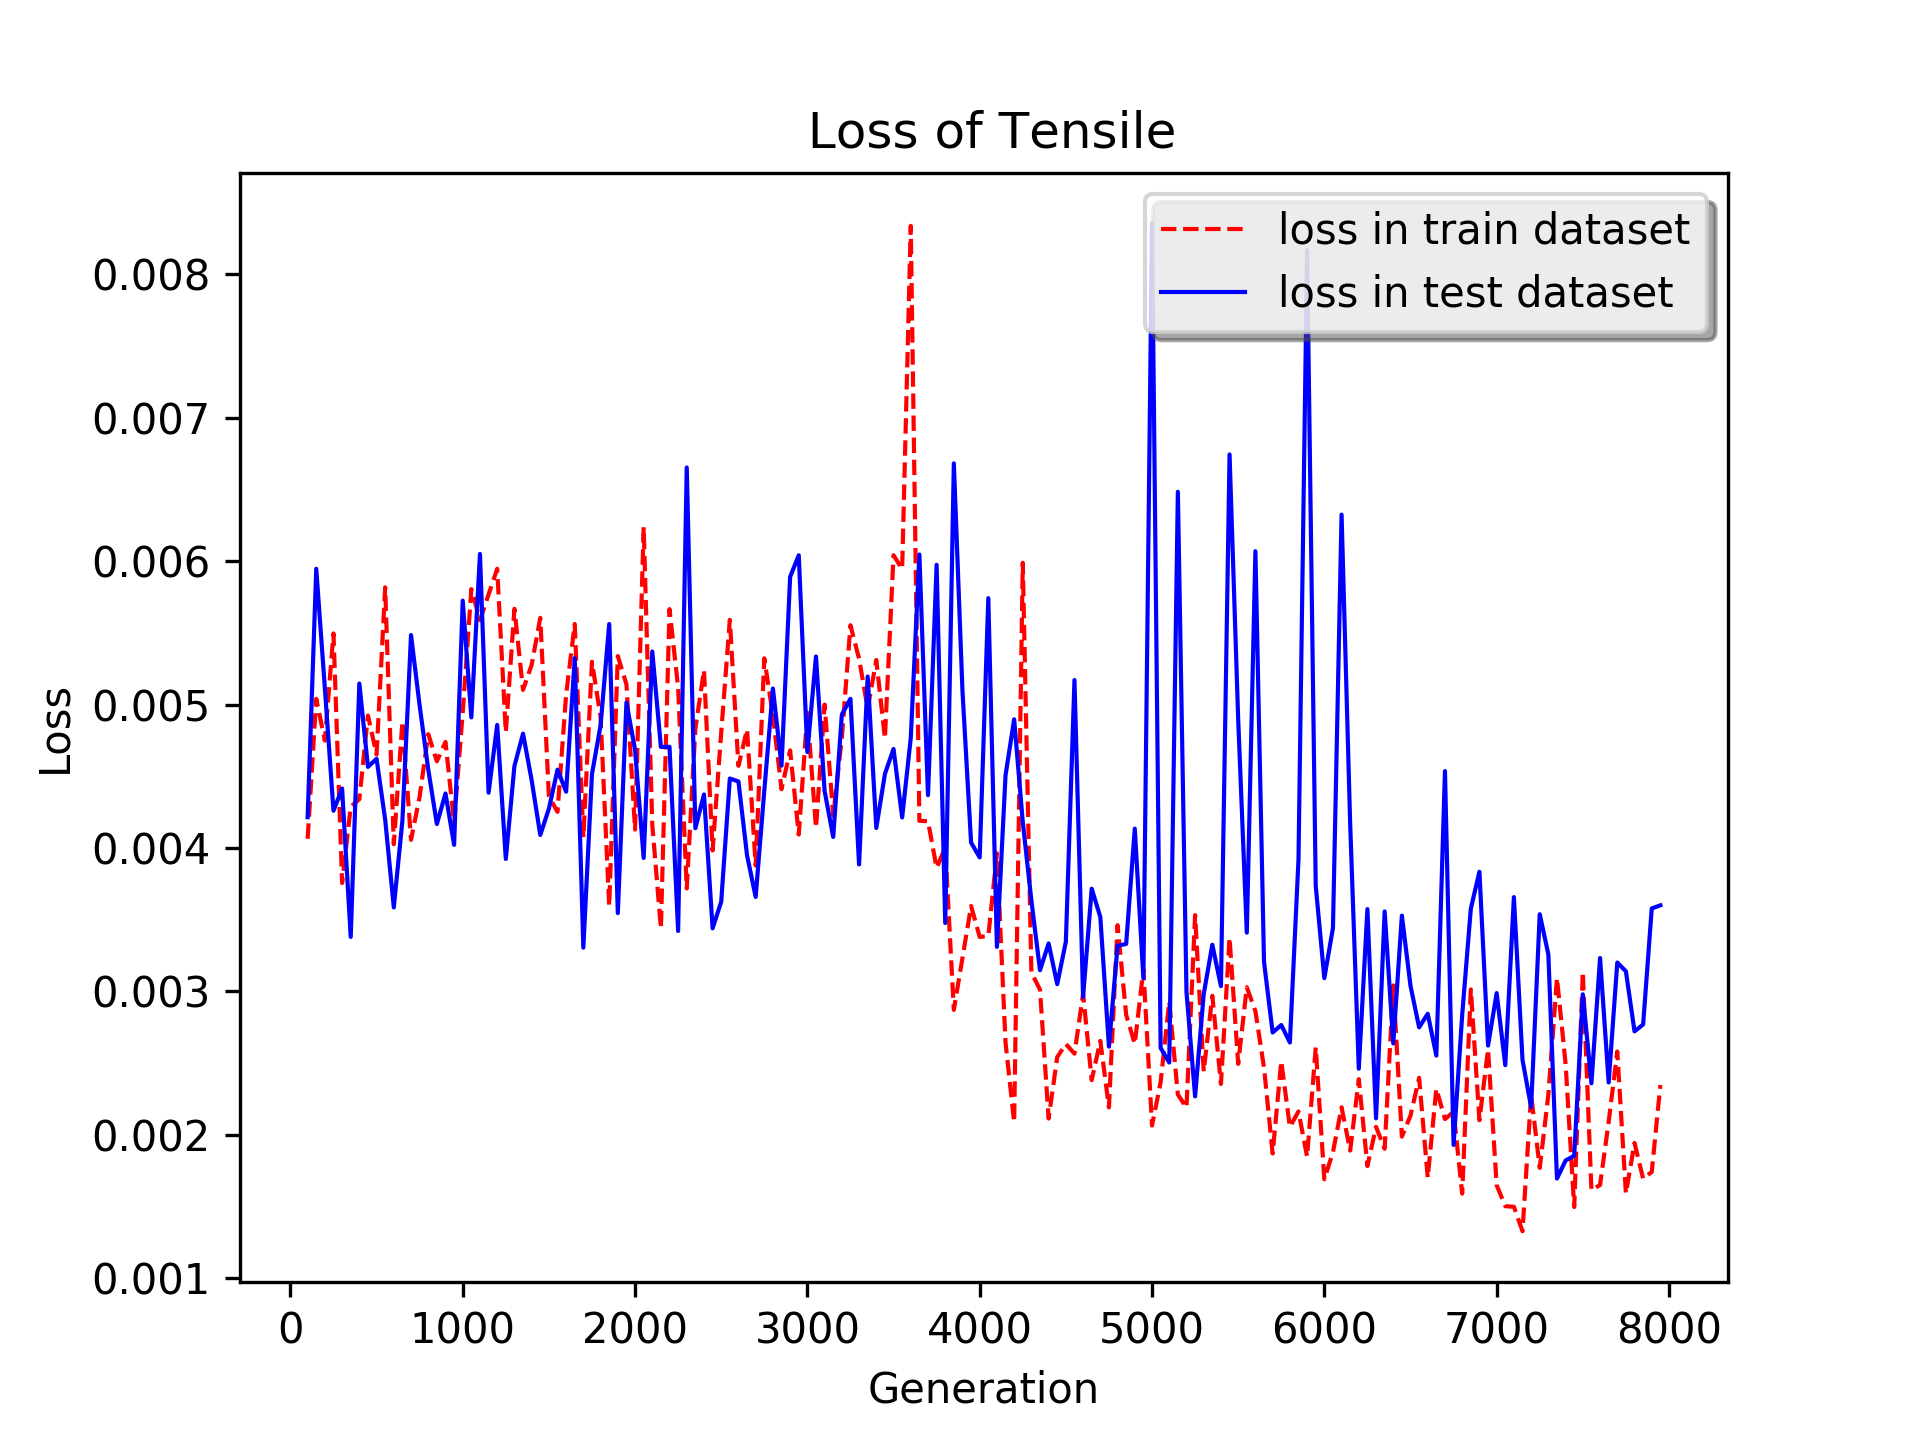 Loss of Tensile
loss in train dataset
loss in test dataset
0.008
0.007
0.006
0.005
0.004
0.003
0.002
0.001
Loss
0 1000 2000 3000 4000 5000 6000 7000 8000
Generation